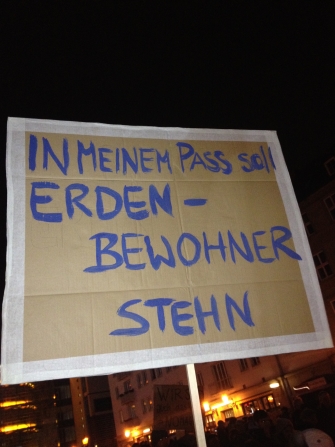 IN MEINEM PASS SOLL
ERDEN-
BEWOHNER
STEHN